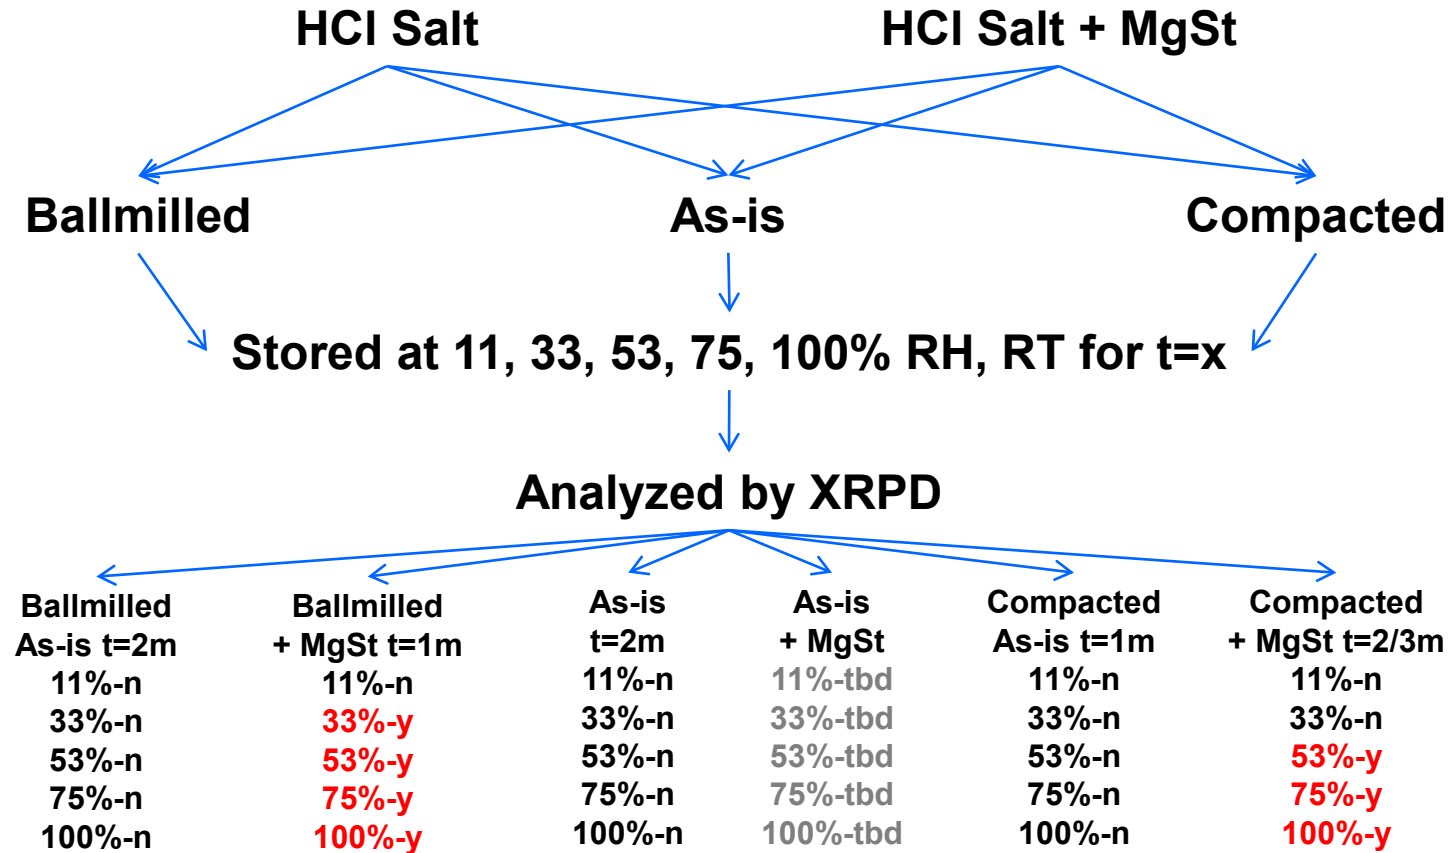 HCl Salt
HCl Salt + MgSt
Ballmilled
As-is
Compacted
Stored at 11, 33, 53, 75, 100% RH, RT for t=x
Analyzed by XRPD
Ballmilled
As-is t=2m
11%-n
33%-n
53%-n
75%-n
100%-n
Ballmilled
+ MgSt t=1m
11%-n
33%-y
53%-y
75%-y
100%-y
As-is
t=2m
11%-n
33%-n
53%-n
75%-n
100%-n
As-is
+ MgSt
11%-tbd
33%-tbd
53%-tbd
75%-tbd
100%-tbd
Compacted
As-is t=1m
11%-n
33%-n
53%-n
75%-n
100%-n
Compacted
+ MgSt t=2/3m
11%-n
33%-n
53%-y
75%-y
100%-y